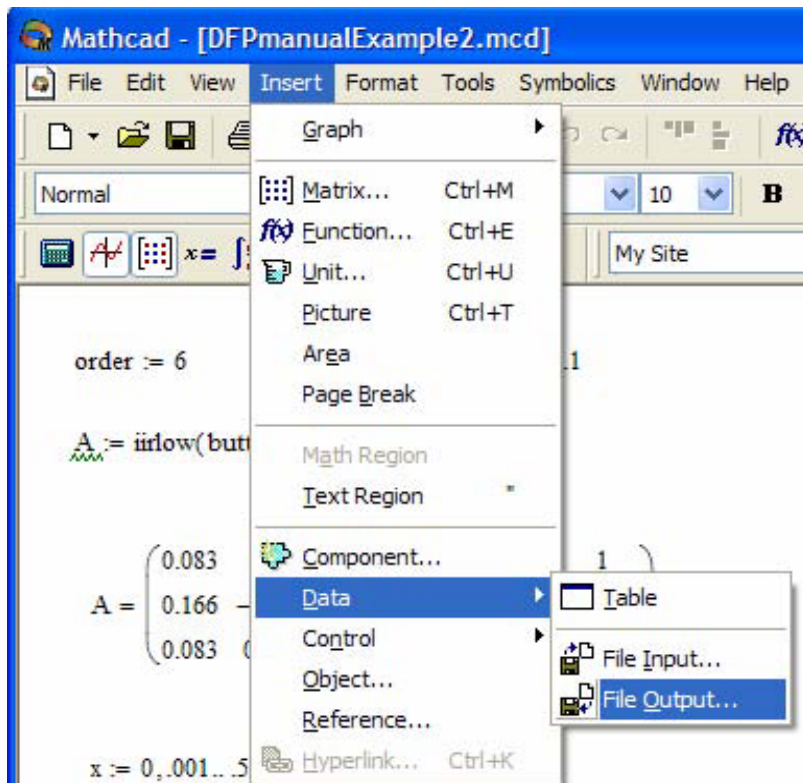 Mathcad - [DFPmanualExample2.mcd]
File Edit View Insert Format Tools Symbolics Window Help
Graph
Normal
10
B
Matrix... Ctrl+M
Function... Ctrl+E
My Site
Unit... Ctrl+U
Picture Ctrl+T
order := 6
Area
.1
Page Break
A := iirlow(butt
Math Region
Text Region "
Component...
A =
0.083 1
0.166 −
0.083 0
Data
Table
Control
File Input...
Object...
File Output...
Reference...
x := 0,.001.. .5
Hyperlink... Ctrl+K